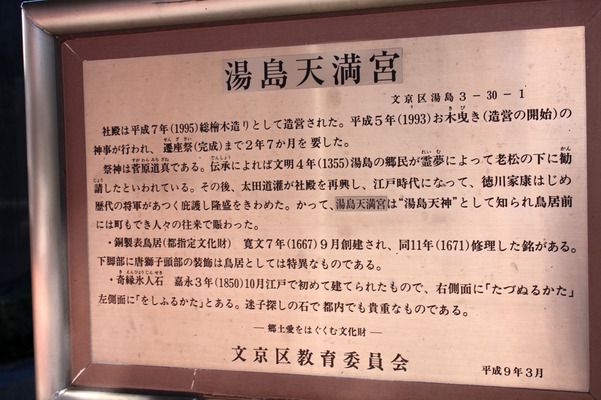 湯島天満宮
文京区湯島3-30-1
社殿は平成7年(1995)総檜木造りとして造営された。平成5年(1993)お木曳き(造営の開始)の
神事が行われ、遷座祭(完成)まで2年7か月を要した。
祭神は菅原道真である。伝承によれば文明4年(1355)湯島の郷民が霊夢によって老松の下に勧
請したといわれている。その後、太田道灌が社殿を再興し、江戸時代になって、徳川家康はじめ
歴代の将軍があつく庇護し隆盛をきわめた。かって、湯島天満宮は“湯島天神”として知られ鳥居前
には町もでき人々の往来で賑わった。
・銅製表鳥居(都指定文化財) 寛文7年(1667)9月創建され、同11年(1671)修理した銘がある。
下脚部に唐獅子頭部の装飾は鳥居としては特異なものである。
・奇縁氷人石 嘉永3年(1850)10月江戸で初めて建てられたもので、右側面に「たづぬるかた」
左側面に「をしふるかた」とある。迷子探しの石で都内でも貴重なものである。
―郷土愛をはぐくむ文化財―
文京区教育委員会
平成9年3月